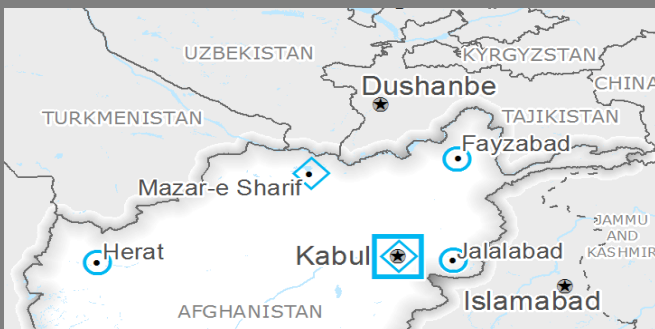 UZBEKISTAN
KYRGYZSTAN
Dushanbe
CHINA
TURKMENISTAN
TAJIKISTAN
Fayzabad
Mazar-e Sharif
JAMMU
AND
KASHMIR
Herat
Kabul
Jalalabad
Islamabad
AFGHANISTAN